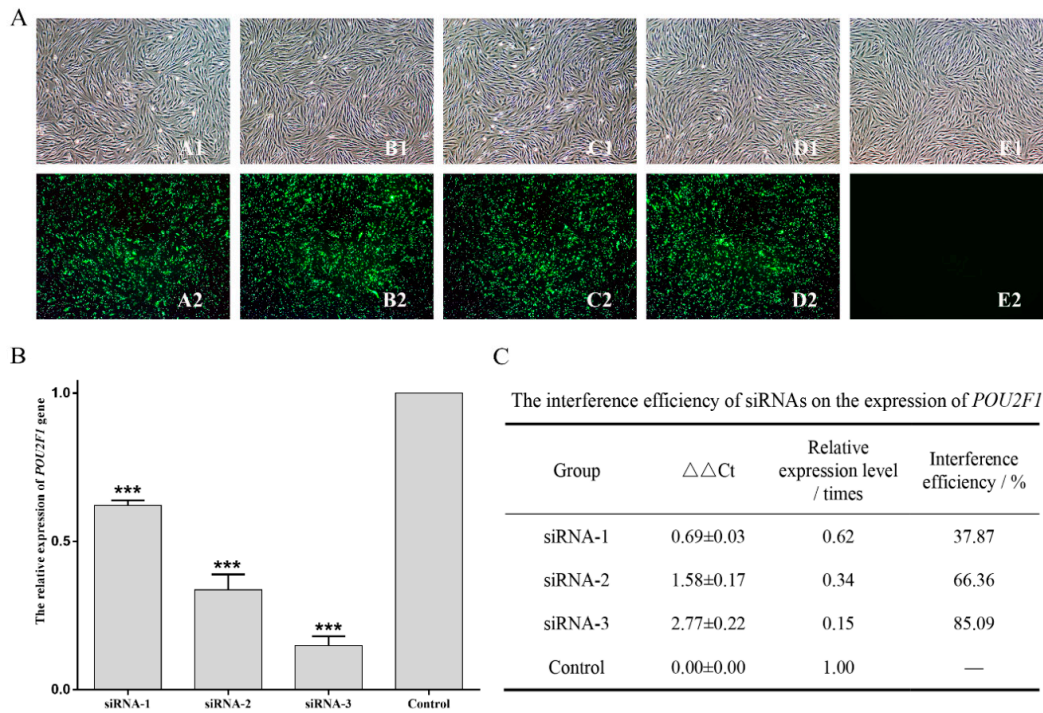 A
A1
B1
C1
D1
E1
A2
B2
C2
D2
E2
B
The relative expression of POU2F1 gene
1.0
0.5
0.0
***
***
***
siRNA-1
siRNA-2
siRNA-3
Control
C
The interference efficiency of siRNAs on the expression of POU2F1
Group
△△Ct
Relative
expression level
/ times
Interference
efficiency / %
siRNA-1 0.69±0.03 0.62 37.87
siRNA-2 1.58±0.17 0.34 66.36
siRNA-3 2.77±0.22 0.15 85.09
Control 0.00±0.00 1.00 —